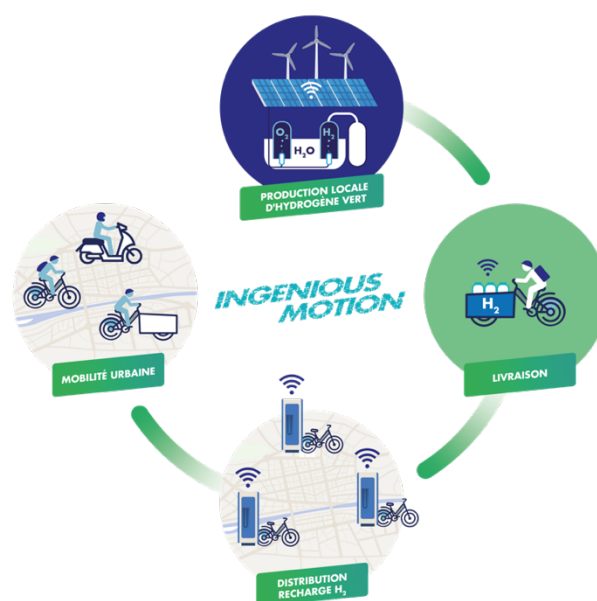 O₂
H₂
H₂O
PRODUCTION LOCALE
D'HYDROGÈNE VERT
INGENIOUS
MOTION
H₂
MOBILITÉ URBAINE
LIVRAISON
DISTRIBUTION
RECHARGE H₂